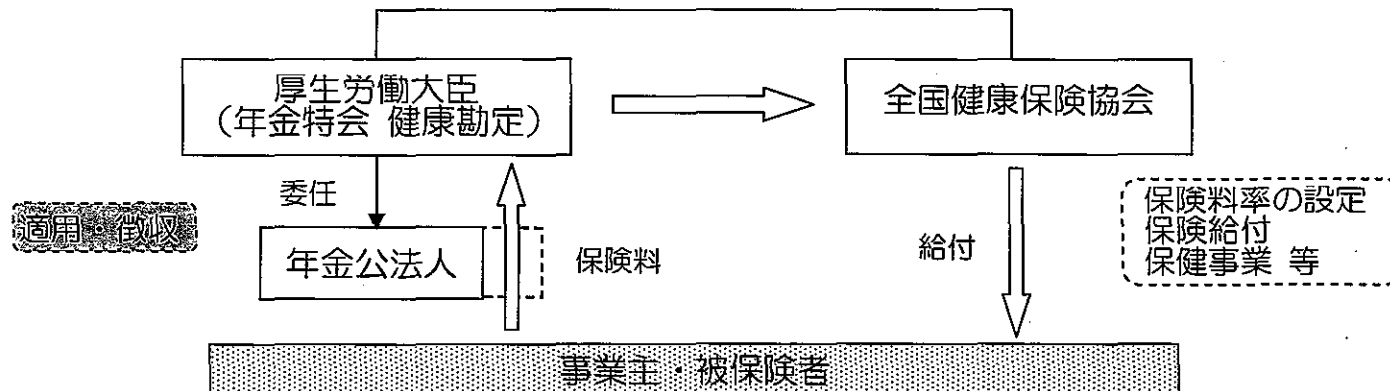 厚生労働大臣
（年金特会 健康勘定）
全国健康保険協会
委任
適用・徴収
年金公法人
保険料
給付
保険料率の設定
保険給付
保健事業 等
事業主・被保険者